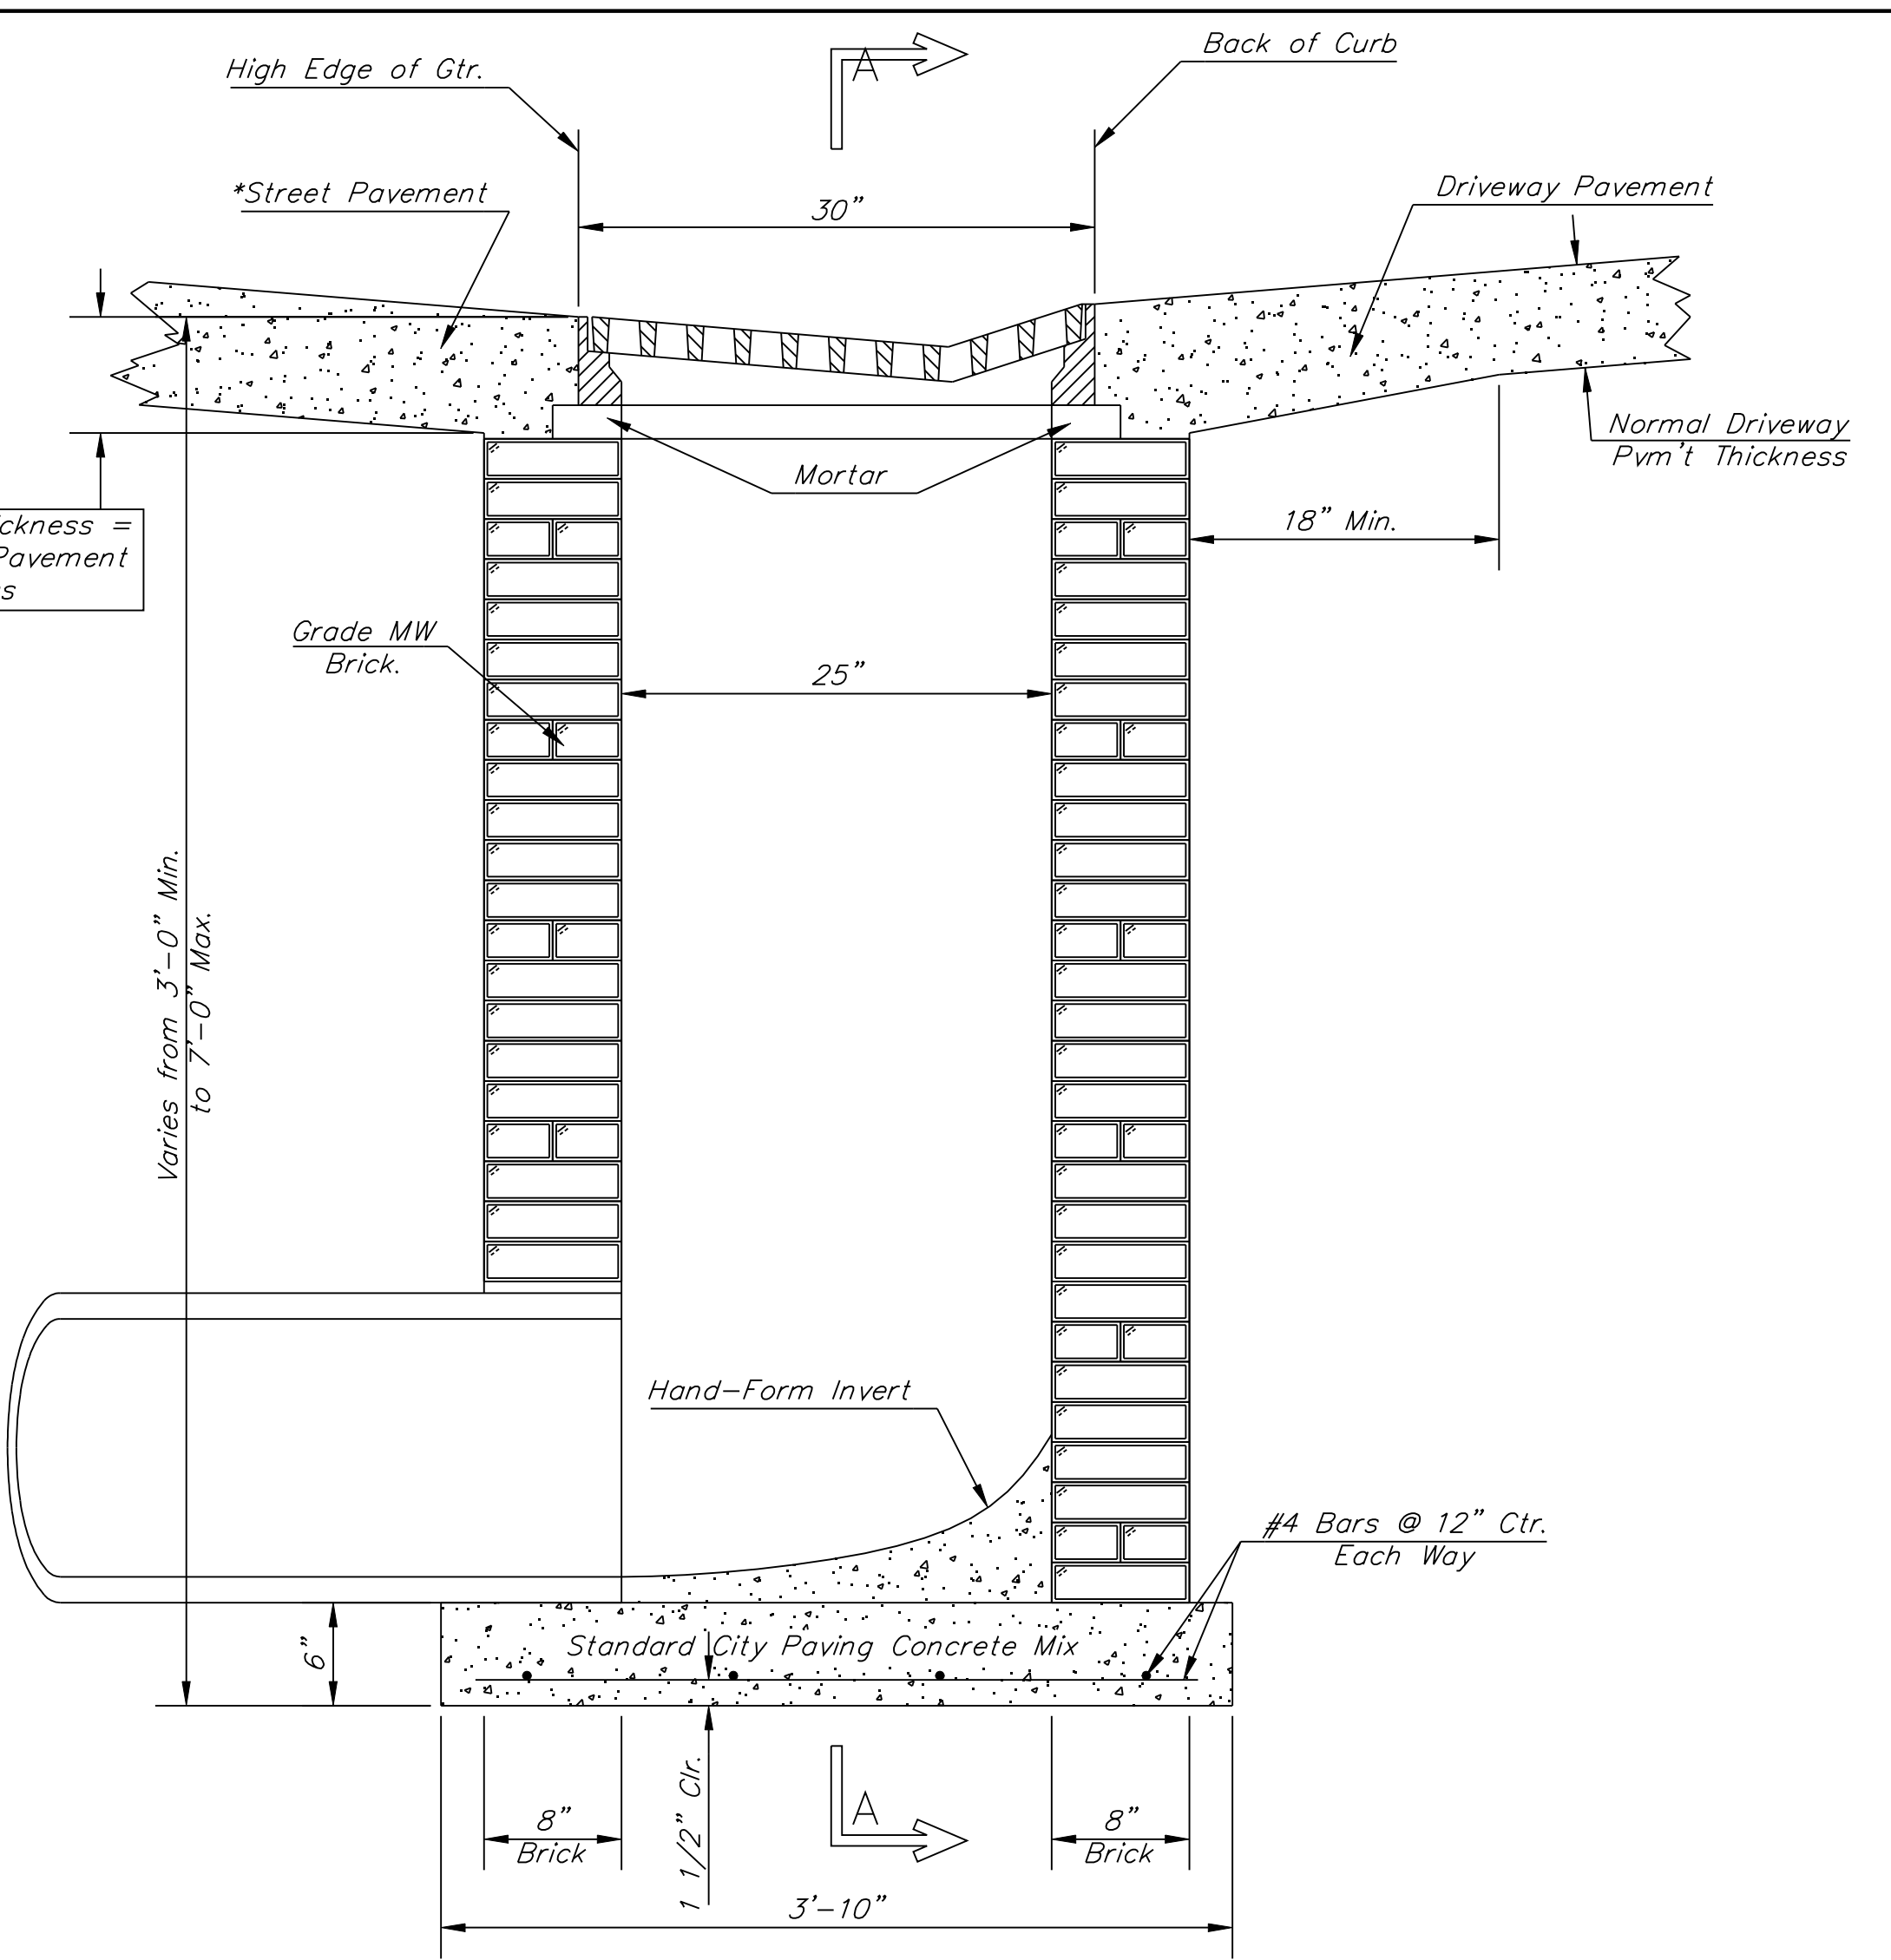 A
Back of Curb
High Edge of Gtr.
*Street Pavement
30"
Driveway Pavement
Normal Driveway
Pvm't Thickness
Mortar
18" Min.
=
Pavement
Grade MW
Brick.
25"
Varies from 3'-0" Min.
to 7'-0" Max.
Hand-Form Invert
#4 Bars @ 12" Ctr.
Each Way
6"
Standard City Paving Concrete Mix
1 1/2" Clr.
A
8"
Brick
8"
Brick
3'-10"